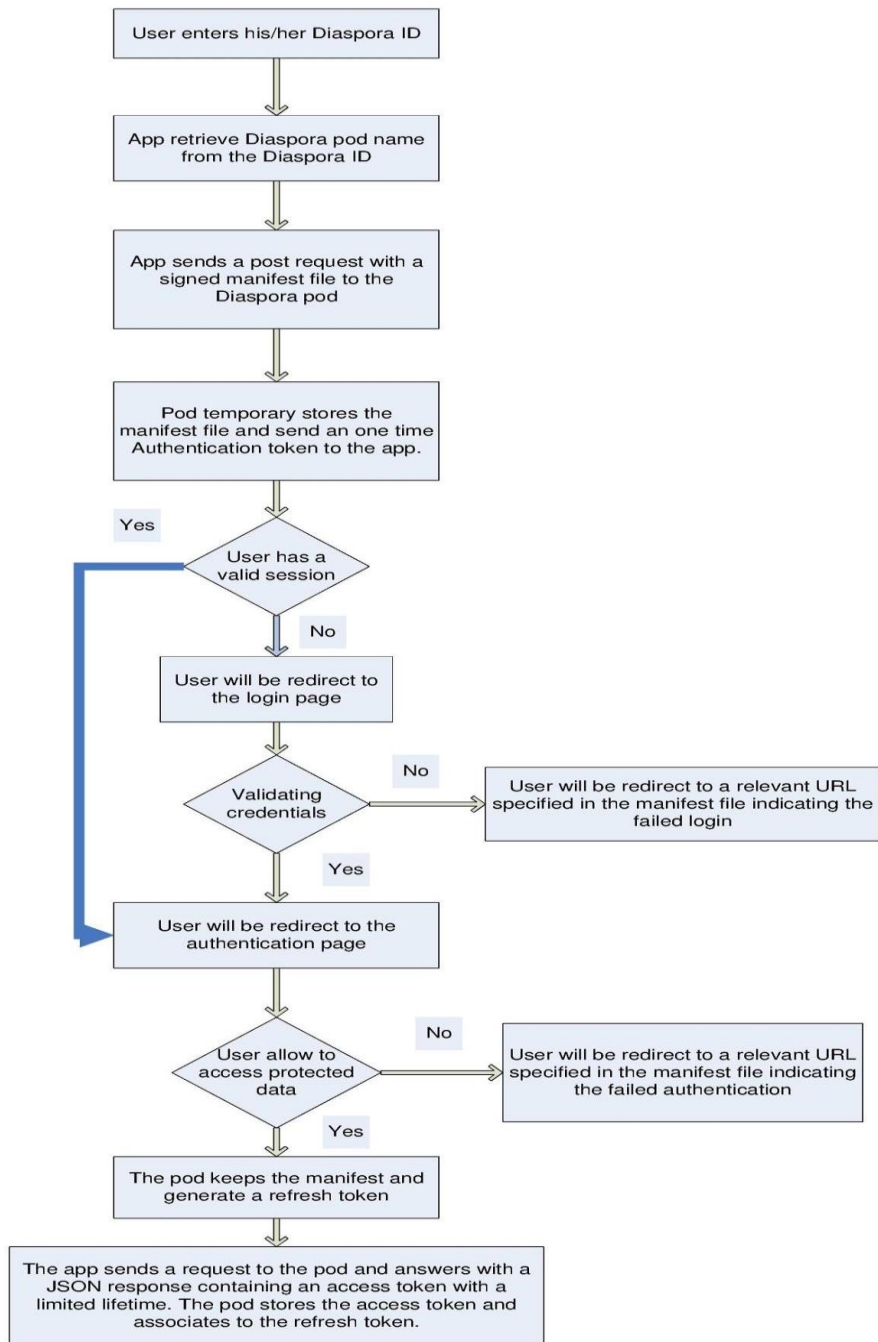 User enters his/her Diaspora ID
App retrieve Diaspora pod name
from the Diaspora ID
App sends a post request with a
signed manifest file to the
Diaspora pod
Pod temporary stores the
manifest file and send an one time
Authentication token to the app.
Yes
User has a
valid session
No
User will be redirect to
the login page
No
Validating
credentials
User will be redirect to a relevant URL
specified in the manifest file indicating the
failed login
Yes
User will be redirect to the
authentication page
No
User allow to
access protected
data
User will be redirect to a relevant URL
specified in the manifest file indicating
the failed authentication
Yes
The pod keeps the manifest and
generate a refresh token
The app sends a request to the pod and answers with a
JSON response containing an access token with a
limited lifetime. The pod stores the access token and
associates to the refresh token.